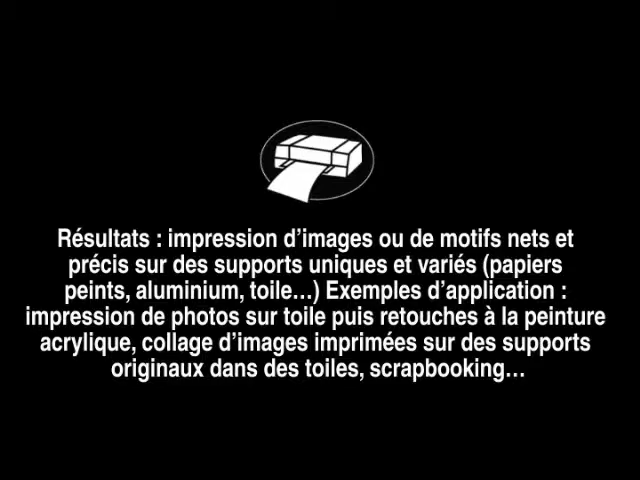 Résultats : impression d’images ou de motifs nets et
précis sur des supports uniques et variés (papiers
peints, aluminium, toile…) Exemples d’application :
impression de photos sur toile puis retouches à la peinture
acrylique, collage d’images imprimées sur des supports
originaux dans des toiles, scrapbooking…